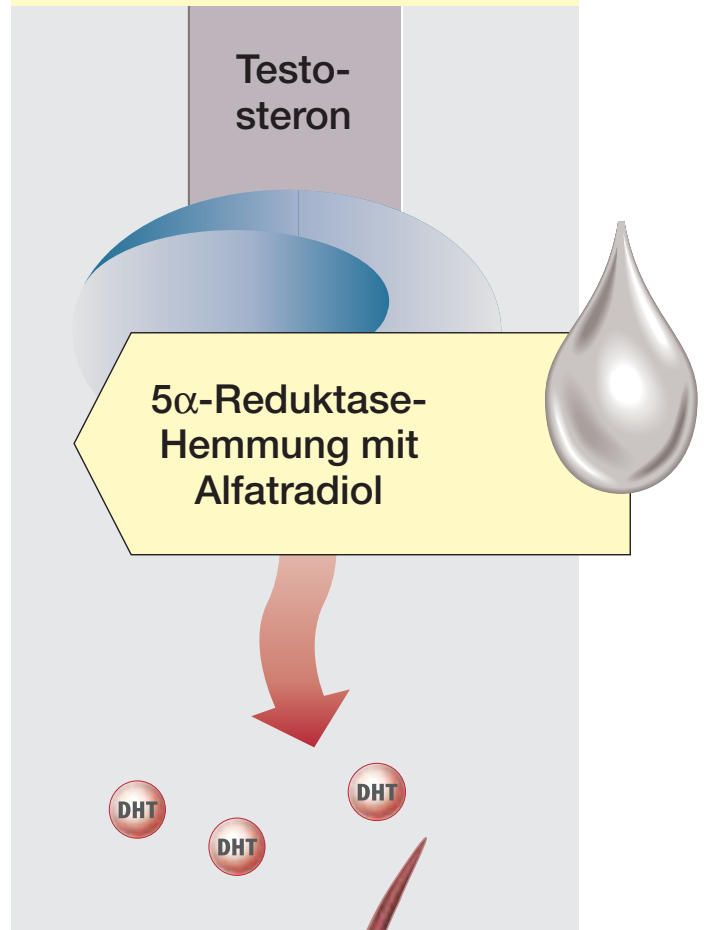 Testo-
steron
5α-Reduktase-
Hemmung mit
Alfatradiol
DHT
DHT
DHT